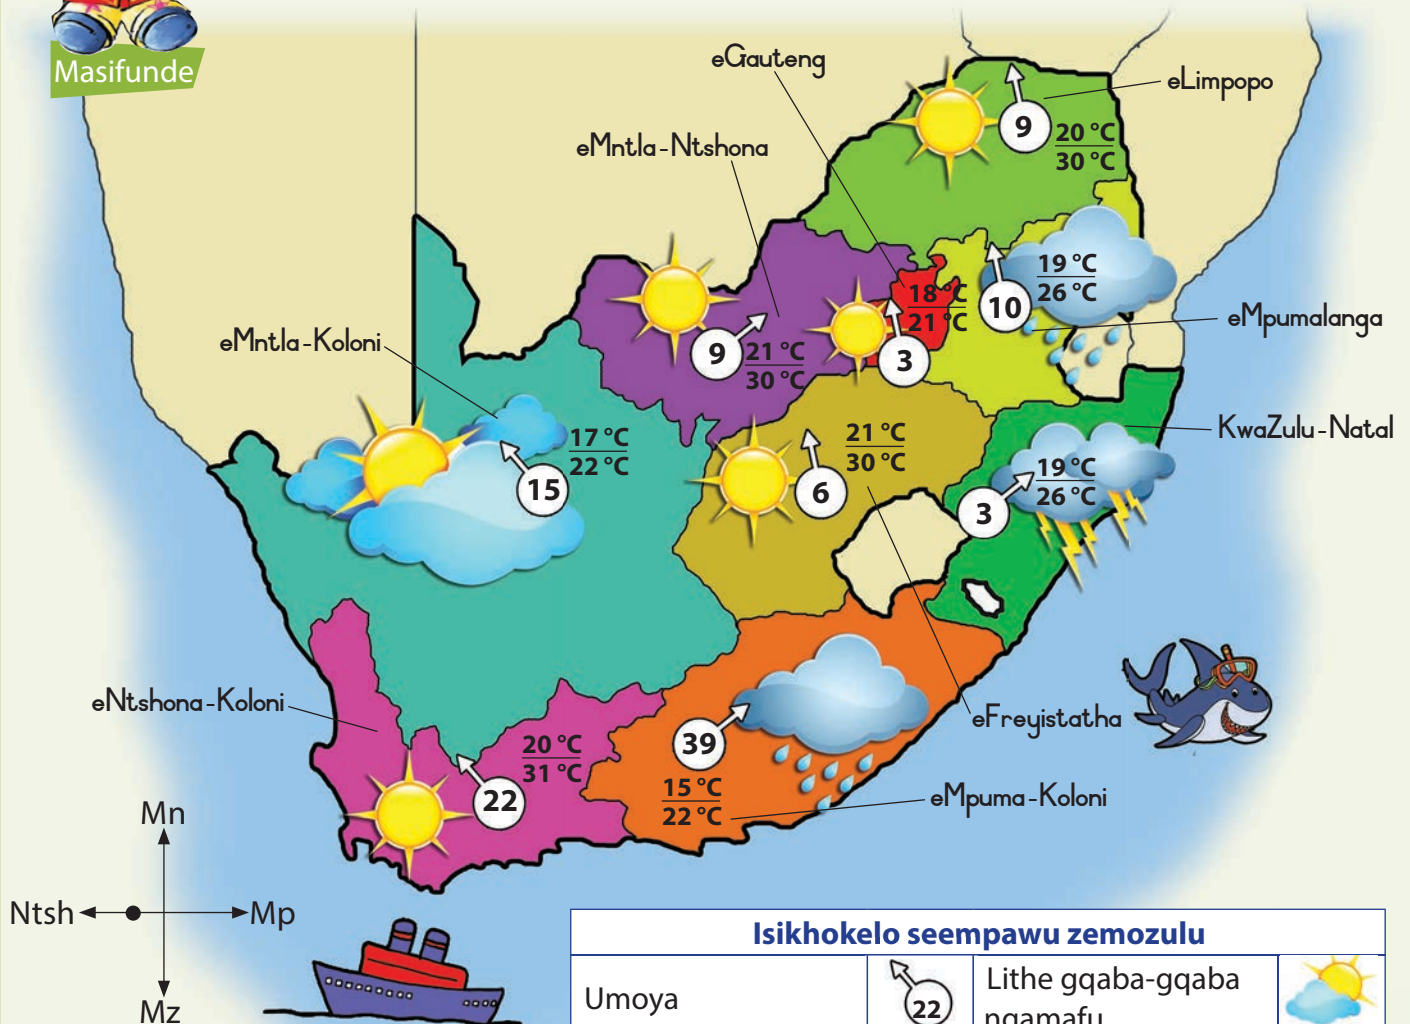 Masifunde
eGauteng
eLimpopo
9
20 °C
30 °C
eMntla-Ntshona
19 °C
26 °C
10
18 °C
21 °C
3
eMpumalanga
9
21 °C
30 °C
eMntla-Koloni
17 °C
22 °C
15
21 °C
30 °C
6
KwaZulu-Natal
19 °C
26 °C
3
eNtshona-Koloni
eFreyistatha
39
15 °C
22 °C
20 °C
31 °C
22
eMpuma-Koloni
Mn
Ntsh
Mp
Mz
Isikhokelo seempawu zemozulu
Umoya
22
Lithe gqaba-gqaba
ngamafu